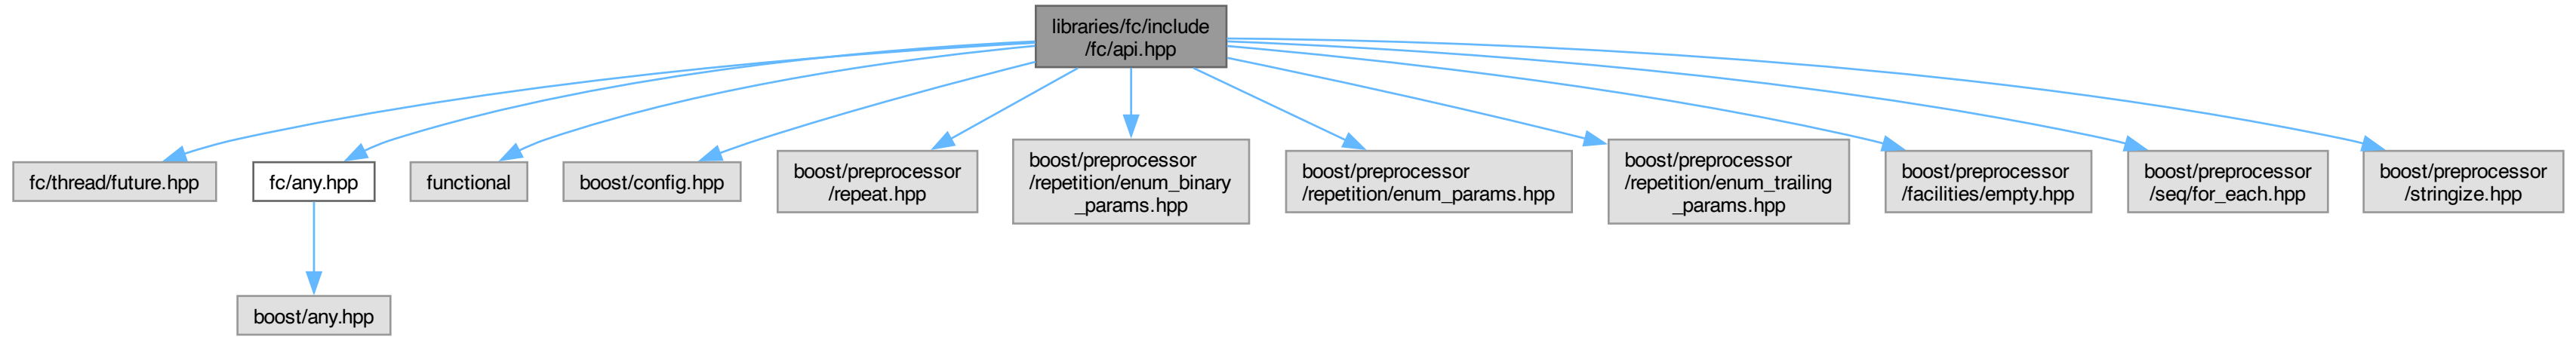 libraries/fc/include
/fc/api.hpp
fc/thread/future.hpp
fc/any.hpp
functional
boost/config.hpp
boost/preprocessor
/repeat.hpp
boost/preprocessor
/repetition/enum_binary
_params.hpp
boost/preprocessor
/repetition/enum_params.hpp
boost/preprocessor
/repetition/enum_trailing
_params.hpp
boost/preprocessor
/facilities/empty.hpp
boost/preprocessor
/seq/for_each.hpp
boost/preprocessor
/stringize.hpp
boost/any.hpp